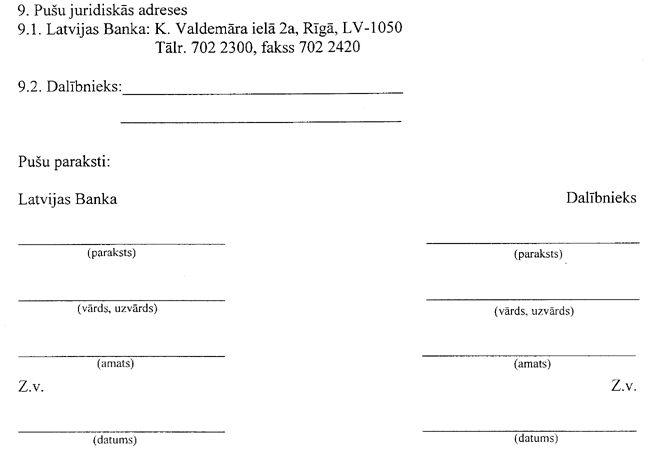 9. Pušu juridiskās adreses
9.1. Latvijas Banka: K. Valdemāra ielā 2a, Rīgā, LV-1050
Tālr. 702 2300, fakss 702 2420
9.2. Dalībnieks:
Pušu paraksti:
Latvijas Banka Dalībnieks
(paraksts) (paraksts)
(vārds, uzvārds) (vārds, uzvārds)
(amats) (amats)
Z.v. Z.v.
(datums) (datums)